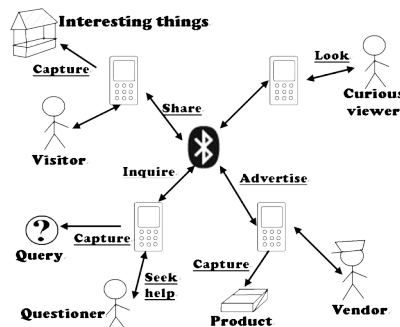 Interesting things
Look
Capture
Curious
viewer
Share
Visitor
Inquire
Advertise
?
Capture
Query
Capture
Seek
help
Questioner
Product
Vendor